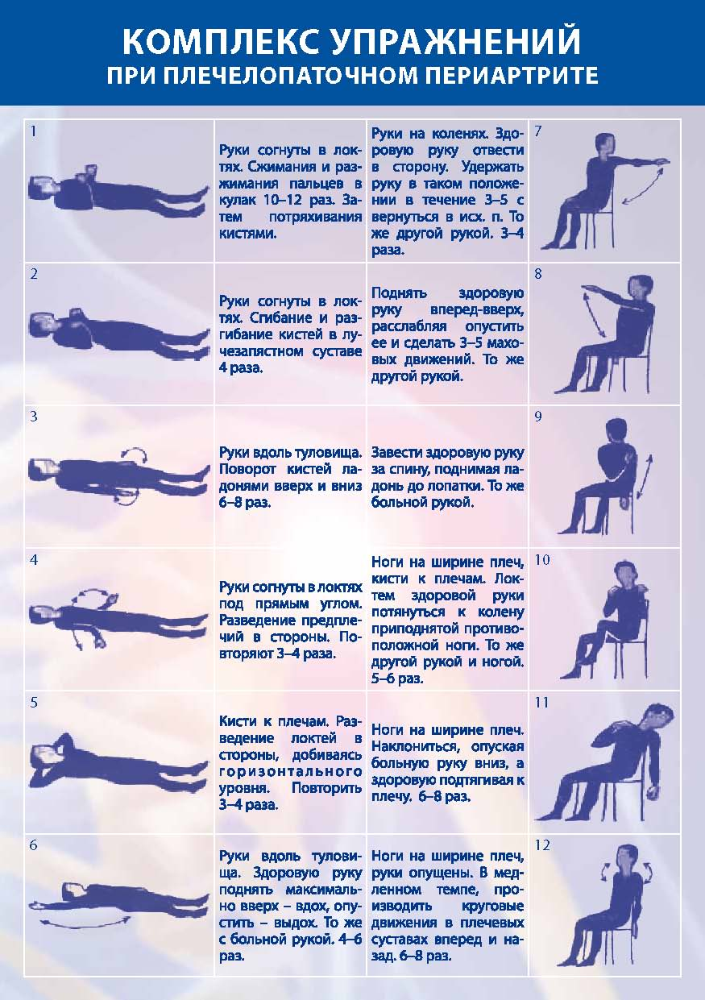 КОМПЛЕКС УПРАЖНЕНИЙ
ПРИ ПЛЕЧЕЛОПАТОЧНОМ ПЕРИАРТРИТЕ
1
Руки согнуты в лок-
тях. Сжимания и раз-
жимания пальцев в
кулак 10–12 раз. За-
тем потряхивания
кистями.
2
Руки согнуты в лок-
тях. Сгибание и раз-
гибание кистей в лу-
чезапястном суставе
4 раза.
3
Руки вдоль туловища.
Поворот кистей ла-
донями вверх и вниз
6–8 раз.
4
Руки согнуты в локтях
под прямым углом.
Разведение предпле-
чий в стороны. По-
вторяют 3–4 раза.
5
Кисти к плечам. Раз-
ведение локтей в
стороны, добиваясь
горизонтального
уровня. Повторить
3–4 раза.
6
Руки вдоль тулови-
ща. Здоровую руку
поднять максималь-
но вверх – вдох, опу-
стить – выдох. То же
с больной рукой. 4–6
раз.
7
Руки на коленях. Здо-
ровую руку отвести
в сторону. Удержать
руку в таком положе-
нии в течение 3–5 с
вернуться в исх. п. То
же другой рукой. 3–4
раза.
8
Поднять здоровую
руку вперед-вверх,
расслабляя опустить
ее и сделать 3–5 махо-
вых движений. То же
другой рукой.
9
Завести здоровую руку
за спину, поднимая ла-
донь до лопатки. То же
больной рукой.
10
Ноги на ширине плеч,
кисти к плечам. Лок-
тем здоровой руки
потянуться к колену
приподнятой противо-
положной ноги. То же
другой рукой и ногой.
5–6 раз.
11
Ноги на ширине плеч.
Наклониться, опуская
больную руку вниз, а
здоровую подтягивая к
плечу. 6–8 раз.
12
Ноги на ширине плеч,
руки опущены. В мед-
ленном темпе, про-
изводить круговые
движения в плечевых
суставах вперед и на-
зад. 6–8 раз.